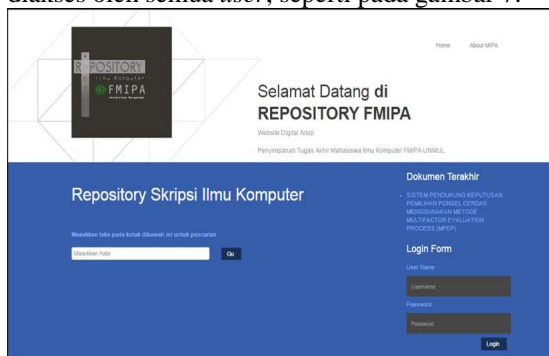 diakses oleh semua user, seperti pada gambar 7.
Home About MIPA
REPOSITORY
Ilmu Komputer
FMIPA
Selamat Datang di
REPOSITORY FMIPA
Website Digital Arsip
Penyimpanan Tugas Akhir Mahasiswa Ilmu Komputer FMIPA UNMUL
Repository Skripsi Ilmu Komputer
Masukkan teks pada kotak dibawah ini untuk pencarian
Masukkan Kata
Go
Dokumen Terakhir
SISTEM PENDUKUNG KEPUTUSAN
PEMILIHAN PONSEL CERDAS
MENGGUNAKAN METODE
MULTIFACTOR EVALUATION
PROCESS (MFEP)
Login Form
User Name
Username
Password
Password
Login